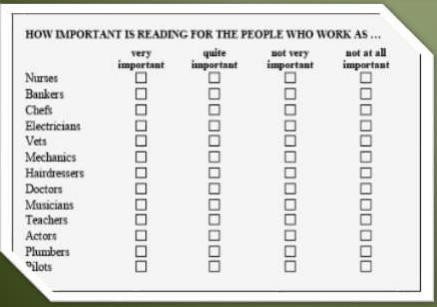 HOW IMPORTANT IS READING FOR THE PEOPLE WHO WORK AS ...
very quite not very not at all
important important important important
Nurses
Bankers
Chefs
Electricians
Vets
Mechanics
Hairdressers
Doctors
Musicians
Teachers
Actors
Plumbers
Pilots